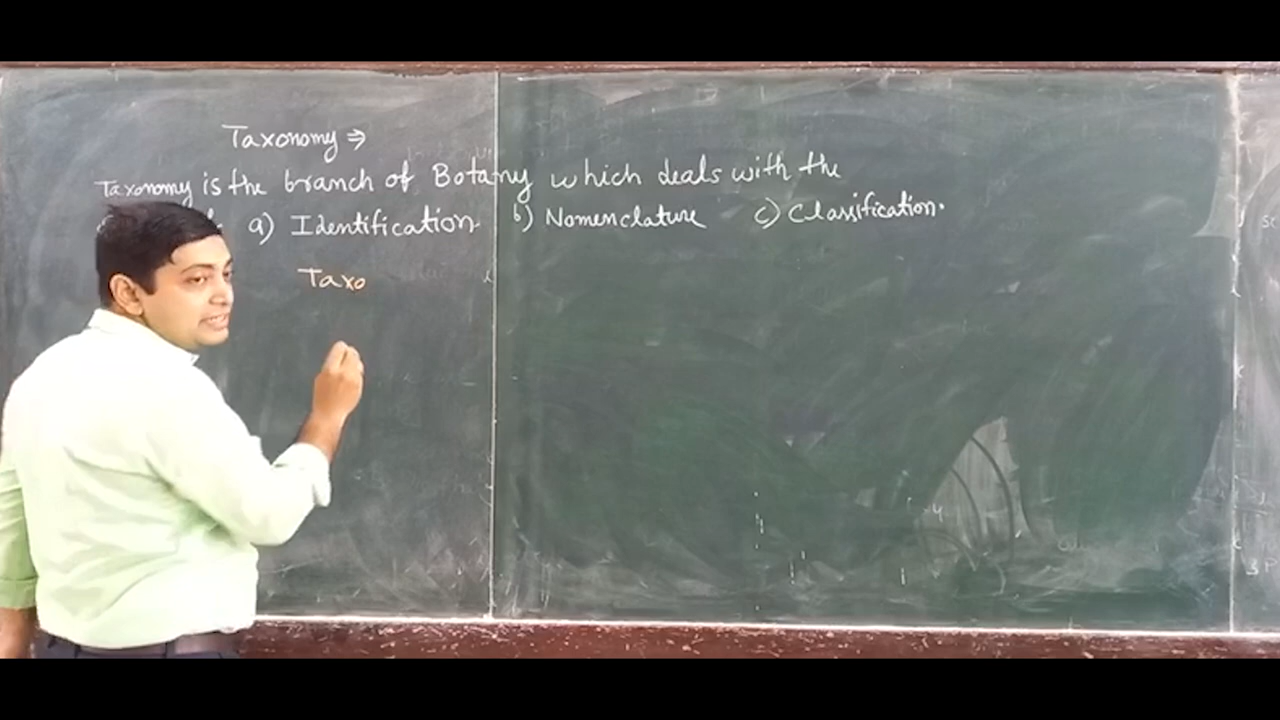 Taxonomy ⇒
Taxonomy is the branch of Botany which deals with the
a) Identification b) Nomenclature c) Classification.
Taxo